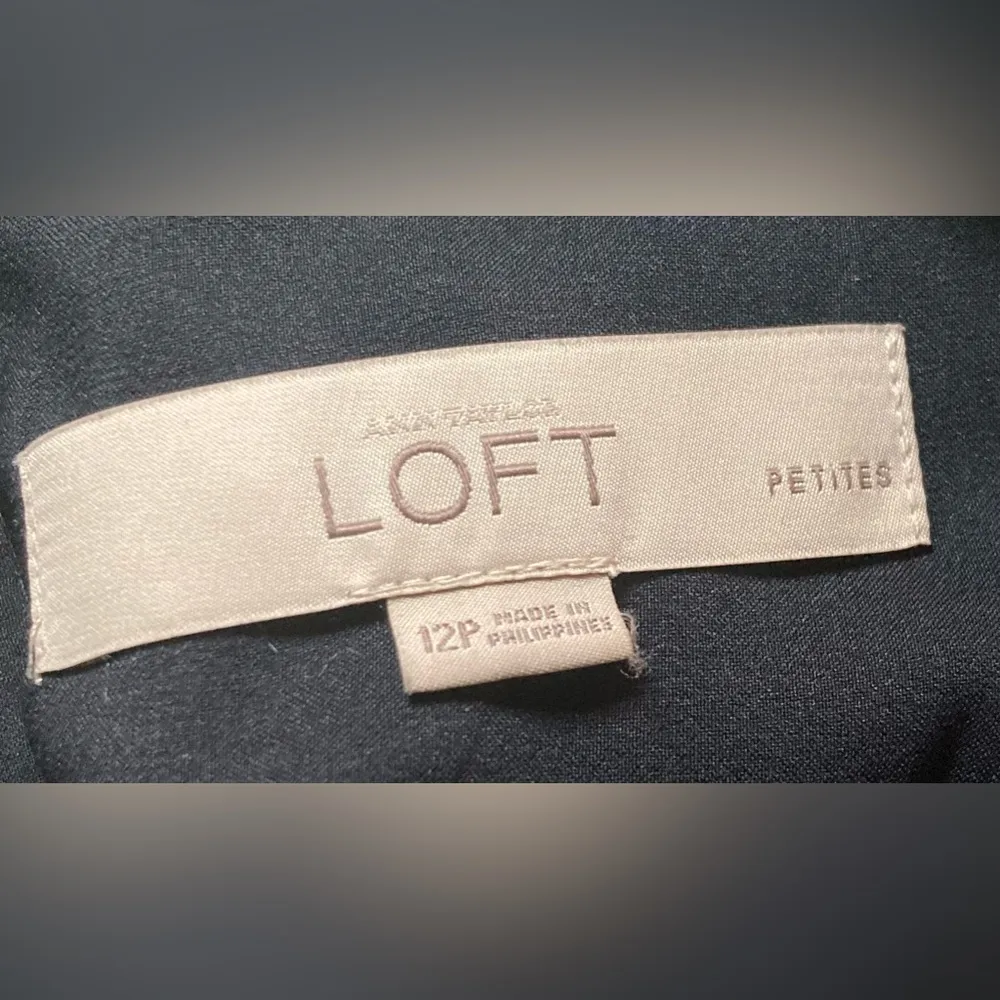 ANN TAYLOR
LOFT
PETITES
12P MADE IN
PHILIPPINES